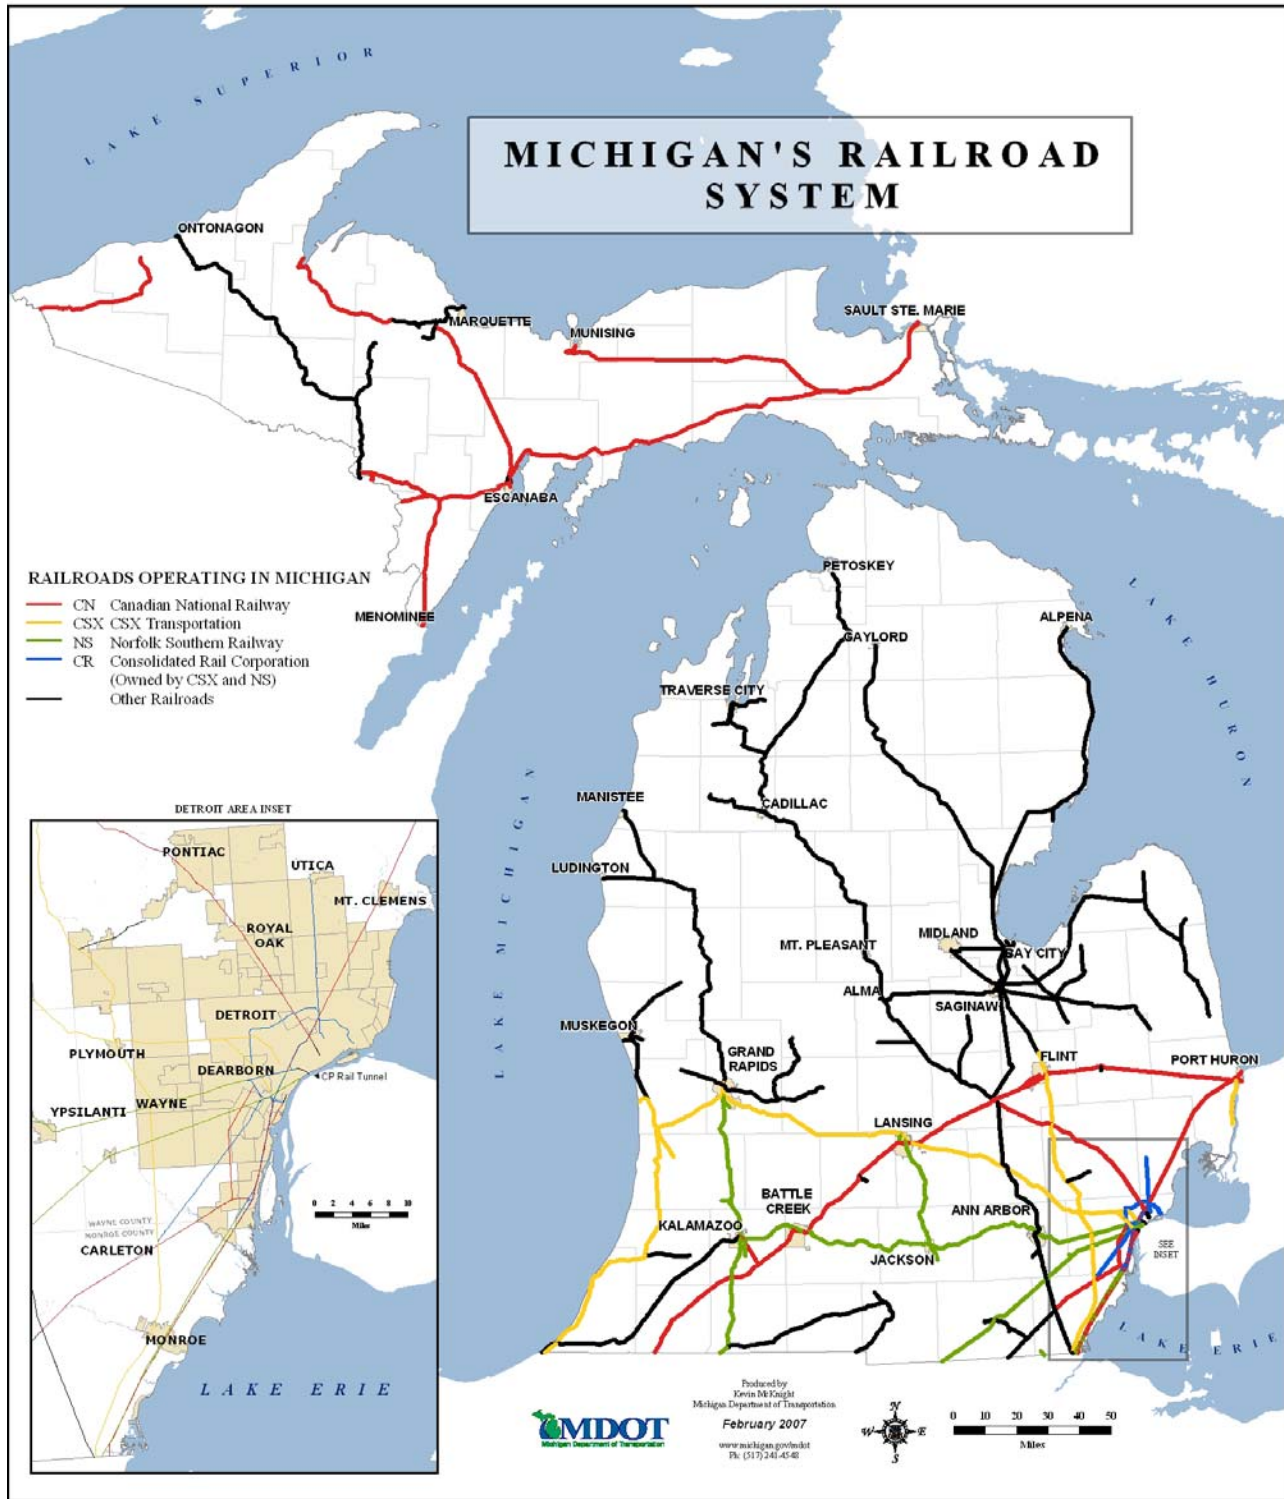 LAKE SUPERIOR
MICHIGAN'S RAILROAD
SYSTEM
ONTONAGON
MARQUETTE
MUNISING
SAULT STE. MARIE
ESCANABA
MENOMINEE
RAILROADS OPERATING IN MICHIGAN
CN Canadian National Railway
CSX CSX Transportation
NS Norfolk Southern Railway
CR Consolidated Rail Corporation
(Owned by CSX and NS)
Other Railroads
PETOSKEY
GAYLORD
ALPENA
TRAVERSE CITY
LAKE HURON
LAKE MICHIGAN
MANISTEE
CADILLAC
LUDINGTON
MT. PLEASANT
MIDLAND
BAY CITY
ALMA
SAGINAW
MUSKEGON
GRAND
RAPIDS
FLINT
PORT HURON
LANSING
BATTLE
CREEK
ANN ARBOR
KALAMAZOO
JACKSON
SEE
INSET
LAKE ERIE
DETROIT AREA INSET
PONTIAC
UTICA
MT. CLEMENS
ROYAL
OAK
DETROIT
PLYMOUTH
DEARBORN
CP Rail Tunnel
YPSILANTI
WAYNE
0 2 4 6 8 10
Miles
WAYNE COUNTY
MONROE COUNTY
CARLETON
MONROE
LAKE ERIE
MDOT
Michigan Department of Transportation
Produced by
Kevin McKnight
Michigan Department of Transportation
February 2007
www.michigan.gov/mdot
Ph: (517) 241-4548
N
W E
S
0 10 20 30 40 50
Miles